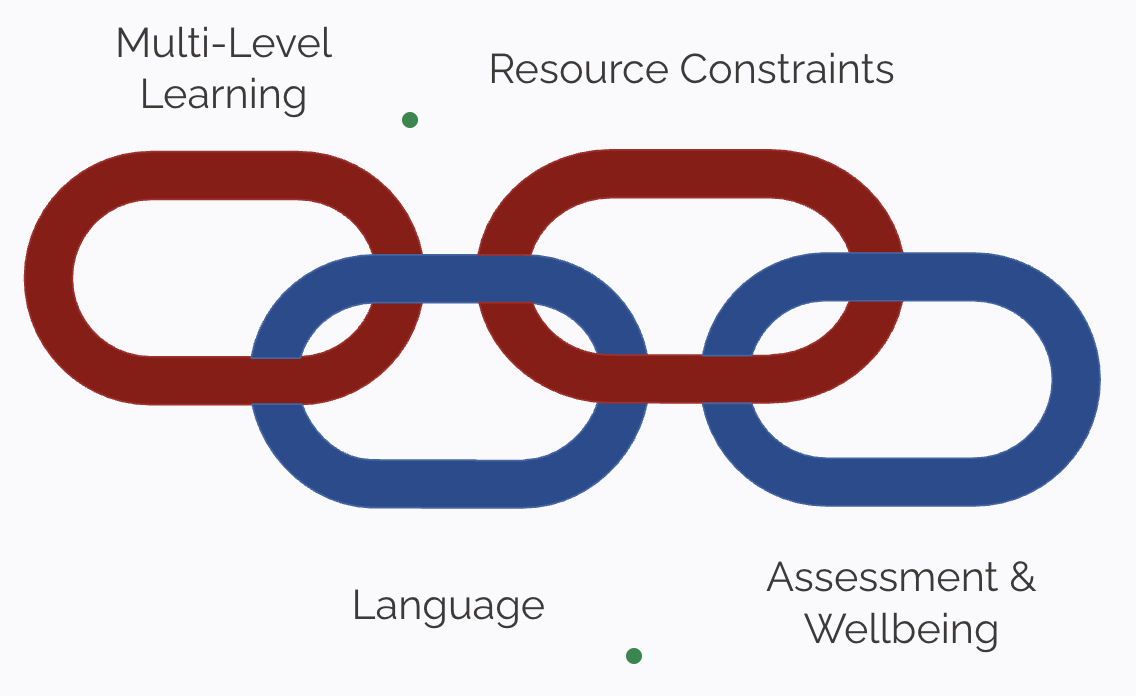 Multi-Level
Learning
Resource Constraints
Language
Assessment &
Wellbeing